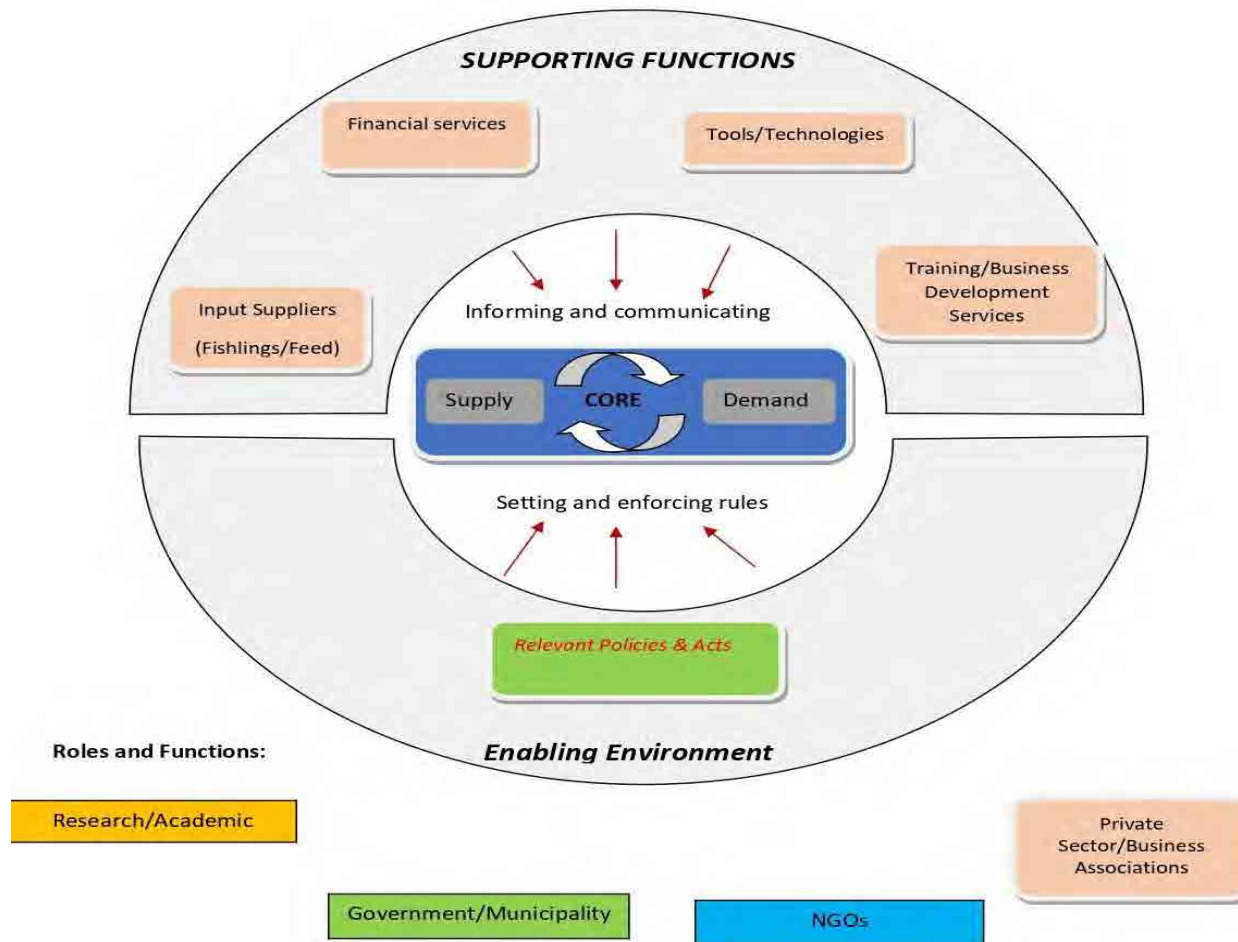 SUPPORTING FUNCTIONS
Financial services
Tools/Technologies
Training/Business
Development
Services
Input Suppliers
(Fishlings/Feed)
Informing and communicating
Supply
CORE
Demand
Setting and enforcing rules
Relevant Policies & Acts
Enabling Environment
Roles and Functions:
Research/Academic
Private
Sector/Business
Associations
Government/Municipality
NGOs